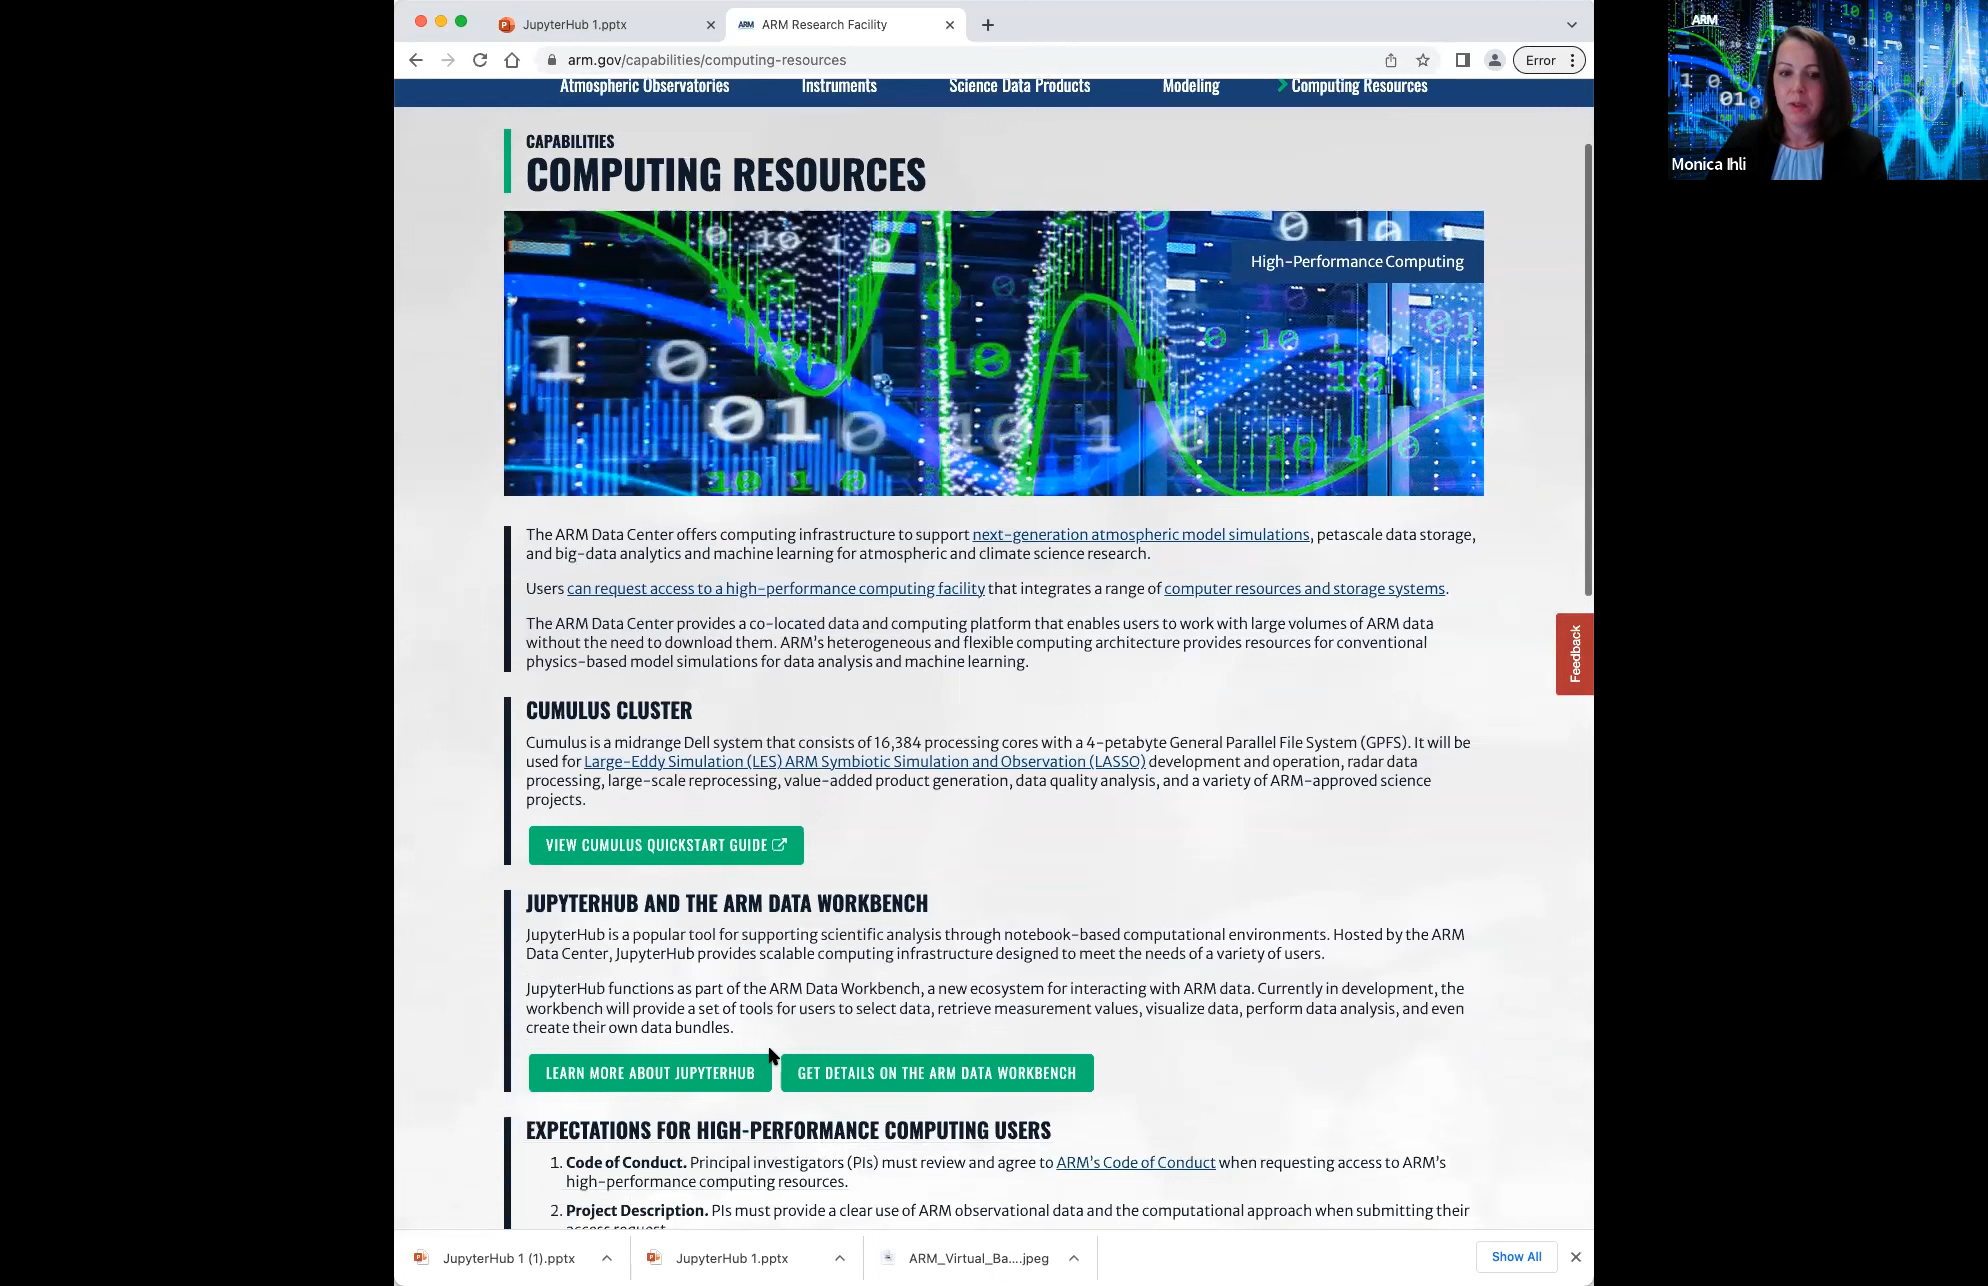 JupyterHub 1.pptx
ARM ARM Research Facility
arm.gov/capabilities/computing-resources
Error
Atmospheric Observatories Instruments Science Data Products Modeling Computing Resources
CAPABILITIES
COMPUTING RESOURCES
High-Performance Computing
The ARM Data Center offers computing infrastructure to support next-generation atmospheric model simulations, petascale data storage,
and big-data analytics and machine learning for atmospheric and climate science research.
Users can request access to a high-performance computing facility that integrates a range of computer resources and storage systems.
The ARM Data Center provides a co-located data and computing platform that enables users to work with large volumes of ARM data
without the need to download them. ARM's heterogeneous and flexible computing architecture provides resources for conventional
physics-based model simulations for data analysis and machine learning.
CUMULUS CLUSTER
Cumulus is a midrange Dell system that consists of 16,384 processing cores with a 4-petabyte General Parallel File System (GPFS). It will be
used for Large-Eddy Simulation (LES) ARM Symbiotic Simulation and Observation (LASSO) development and operation, radar data
processing, large-scale reprocessing, value-added product generation, data quality analysis, and a variety of ARM-approved science
projects.
VIEW CUMULUS QUICKSTART GUIDE
JUPYTERHUB AND THE ARM DATA WORKBENCH
JupyterHub is a popular tool for supporting scientific analysis through notebook-based computational environments. Hosted by the ARM
Data Center, JupyterHub provides scalable computing infrastructure designed to meet the needs of a variety of users.
JupyterHub functions as part of the ARM Data Workbench, a new ecosystem for interacting with ARM data. Currently in development, the
workbench will provide a set of tools for users to select data, retrieve measurement values, visualize data, perform data analysis, and even
create their own data bundles.
LEARN MORE ABOUT JUPYTERHUB GET DETAILS ON THE ARM DATA WORKBENCH
EXPECTATIONS FOR HIGH-PERFORMANCE COMPUTING USERS
1. Code of Conduct. Principal investigators (PIs) must review and agree to ARM's Code of Conduct when requesting access to ARM's
high-performance computing resources.
2. Project Description. PIs must provide a clear use of ARM observational data and the computational approach when submitting their
access request.
Feedback
JupyterHub 1 (1).pptx JupyterHub 1.pptx ARM_Virtual_Ba....jpeg Show All
ARM
Monica Ihli